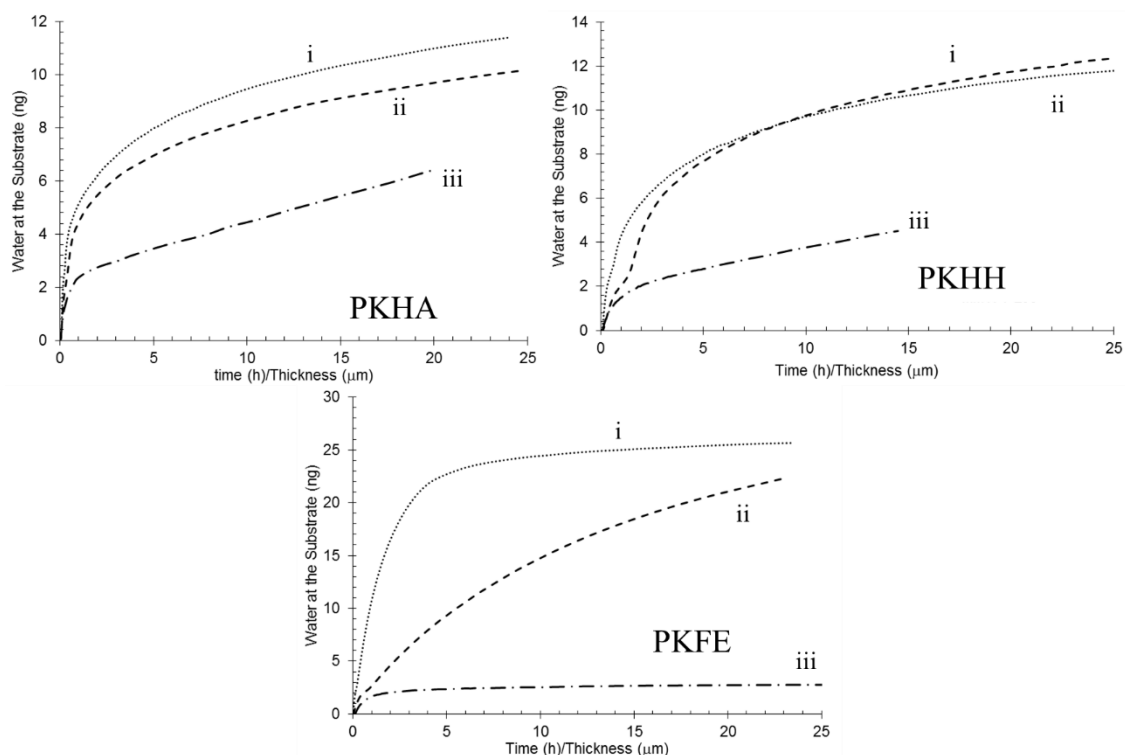 12
10
8
6
4
2
0
Water at the Substrate (ng)
i
ii
iii
PKHA
0 5 10 15 20 25
time (h)/Thickness (μm)
14
12
10
8
6
4
2
0
Water at the Substrate (ng)
i
ii
iii
PKHH
0 5 10 15 20 25
Time (h)/Thickness (μm)
35
30
25
20
15
10
5
0
Water at the Substrate (ng)
i
ii
iii
PKFE
0 5 10 15 20 25
Time (h)/Thickness (μm)